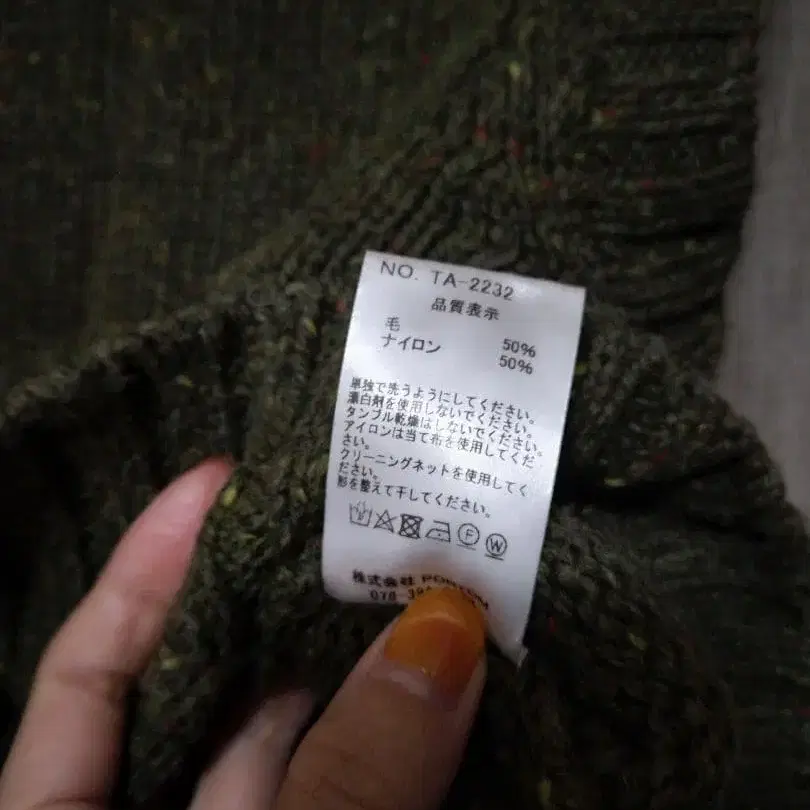 NO. TA-2232
品質表示
毛 50%
ナイロン 50%
単独で洗うようにしてください。
漂白剤を使用しないでください。
タンブル乾燥はしないでください。
アイロンは当て布を使用してくだ
さい。
クリーニングネットを使用してく
ださい。
形を整えて干してください。
F W
株式会社
078-39